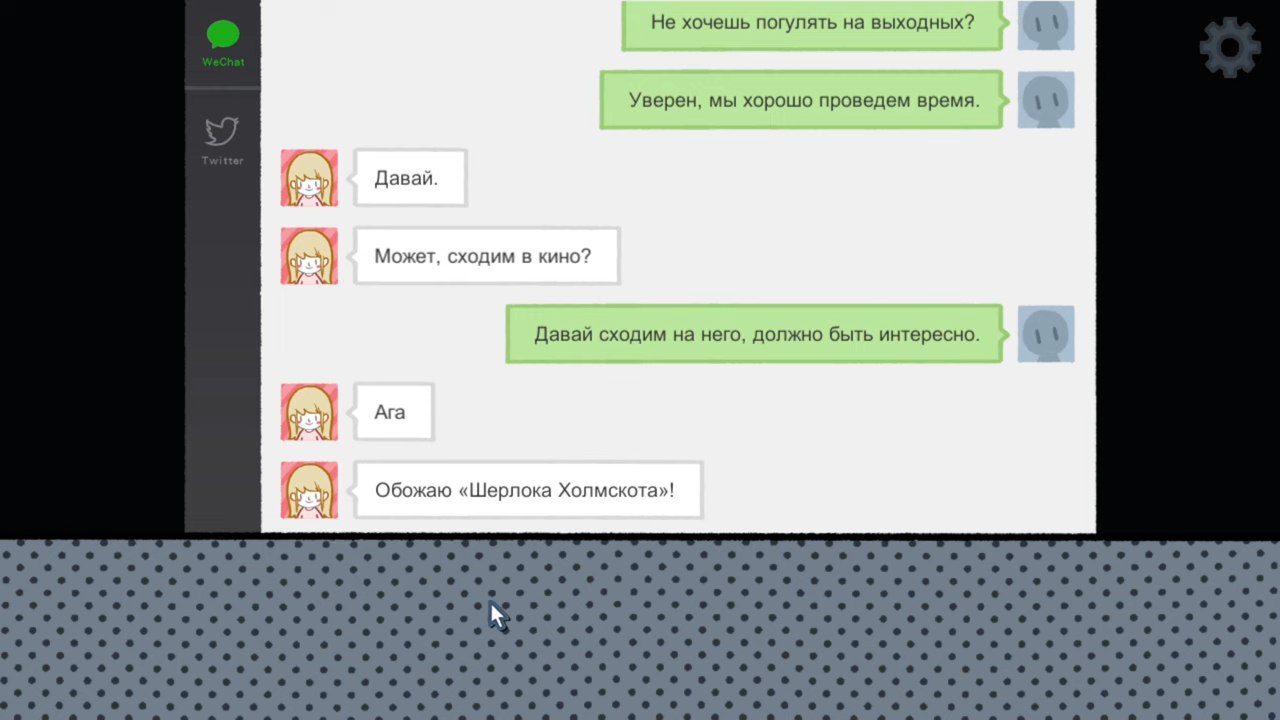 WeChat
Twitter
Не хочешь погулять на выходных?
Уверен, мы хорошо проведем время.
Давай.
Может, сходим в кино?
Давай сходим на него, должно быть интересно.
Ага
Обожаю «Шерлока Холмскота»!